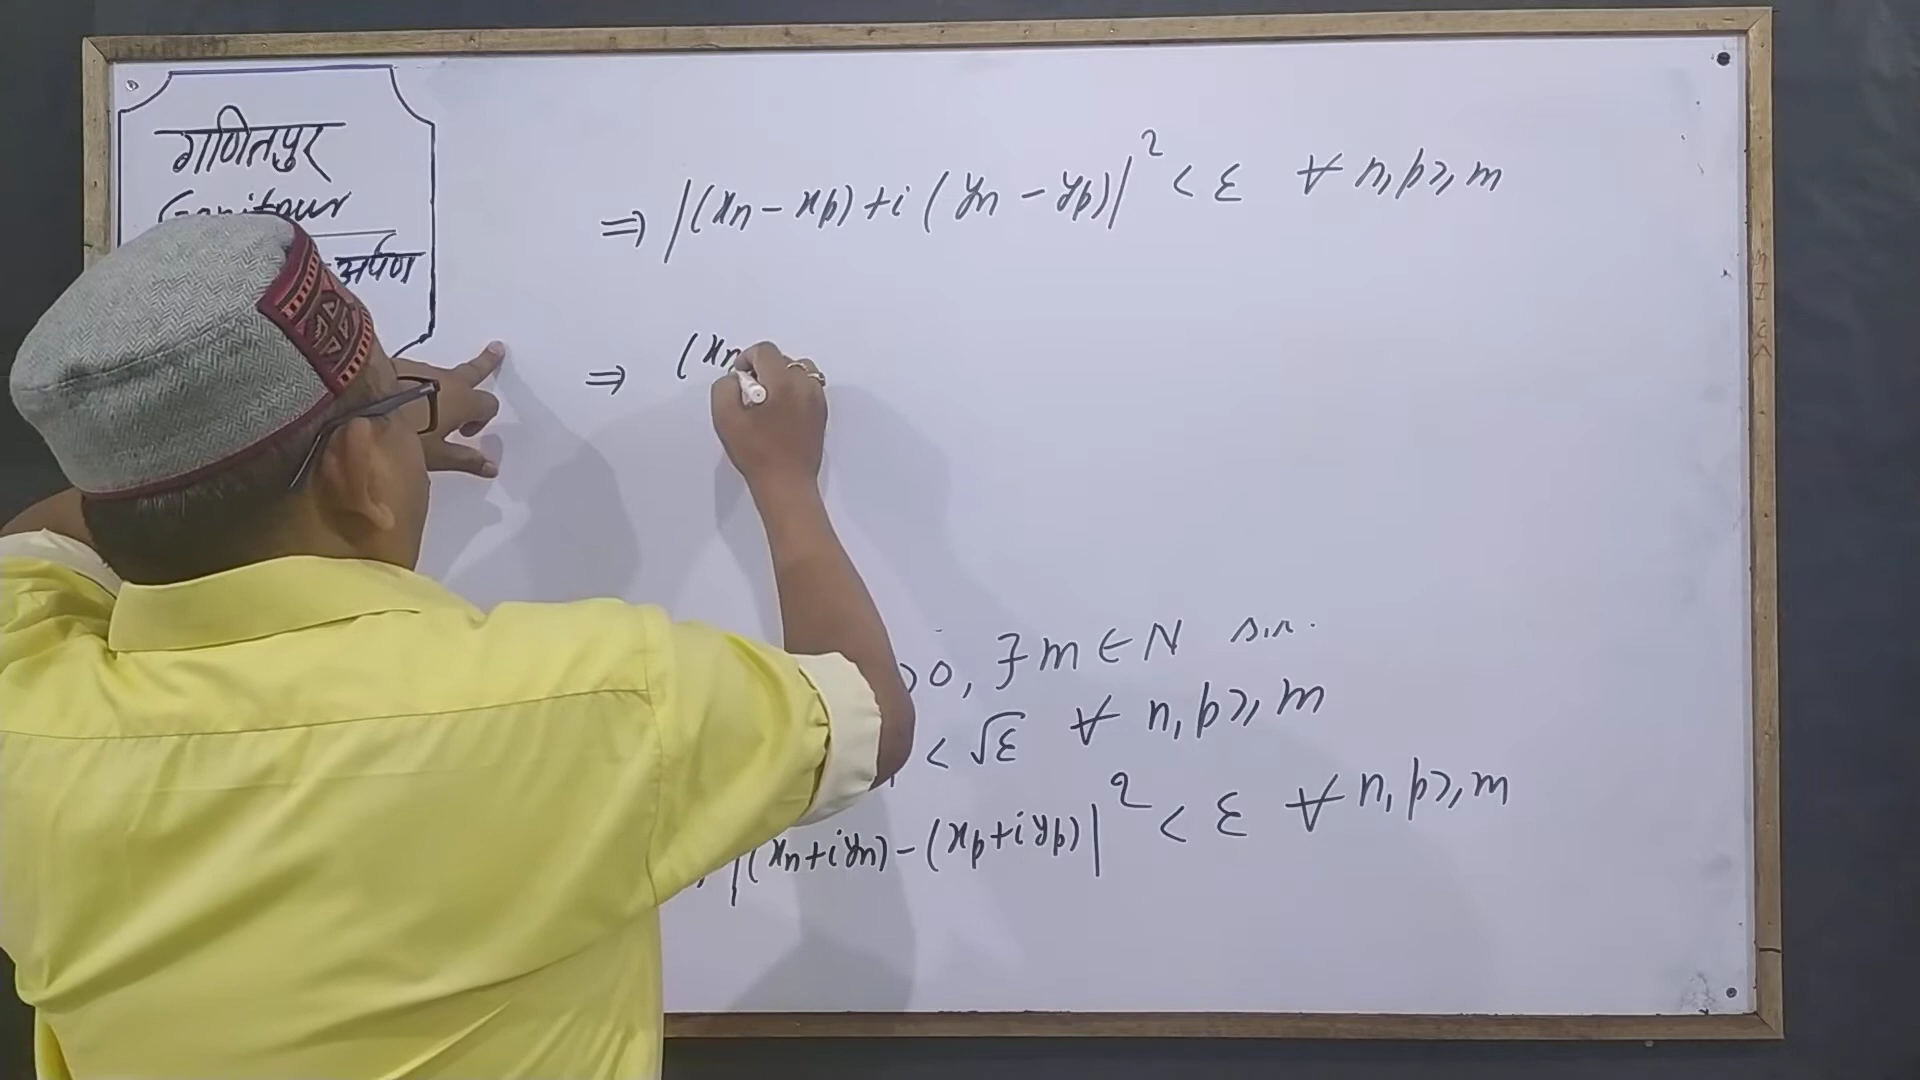 गणितपुर
Ganitpur
अर्पण
⇒ |(xn - xp) + i (yn - yp)|² < ε ∀ n, p ≥, m
⇒ (xn
>0, ∃ m ∈ N s.t.
< √ε ∀ n, p ≥, m
|(xn + iyn) - (xp + iyp)|² < ε ∀ n, p ≥, m